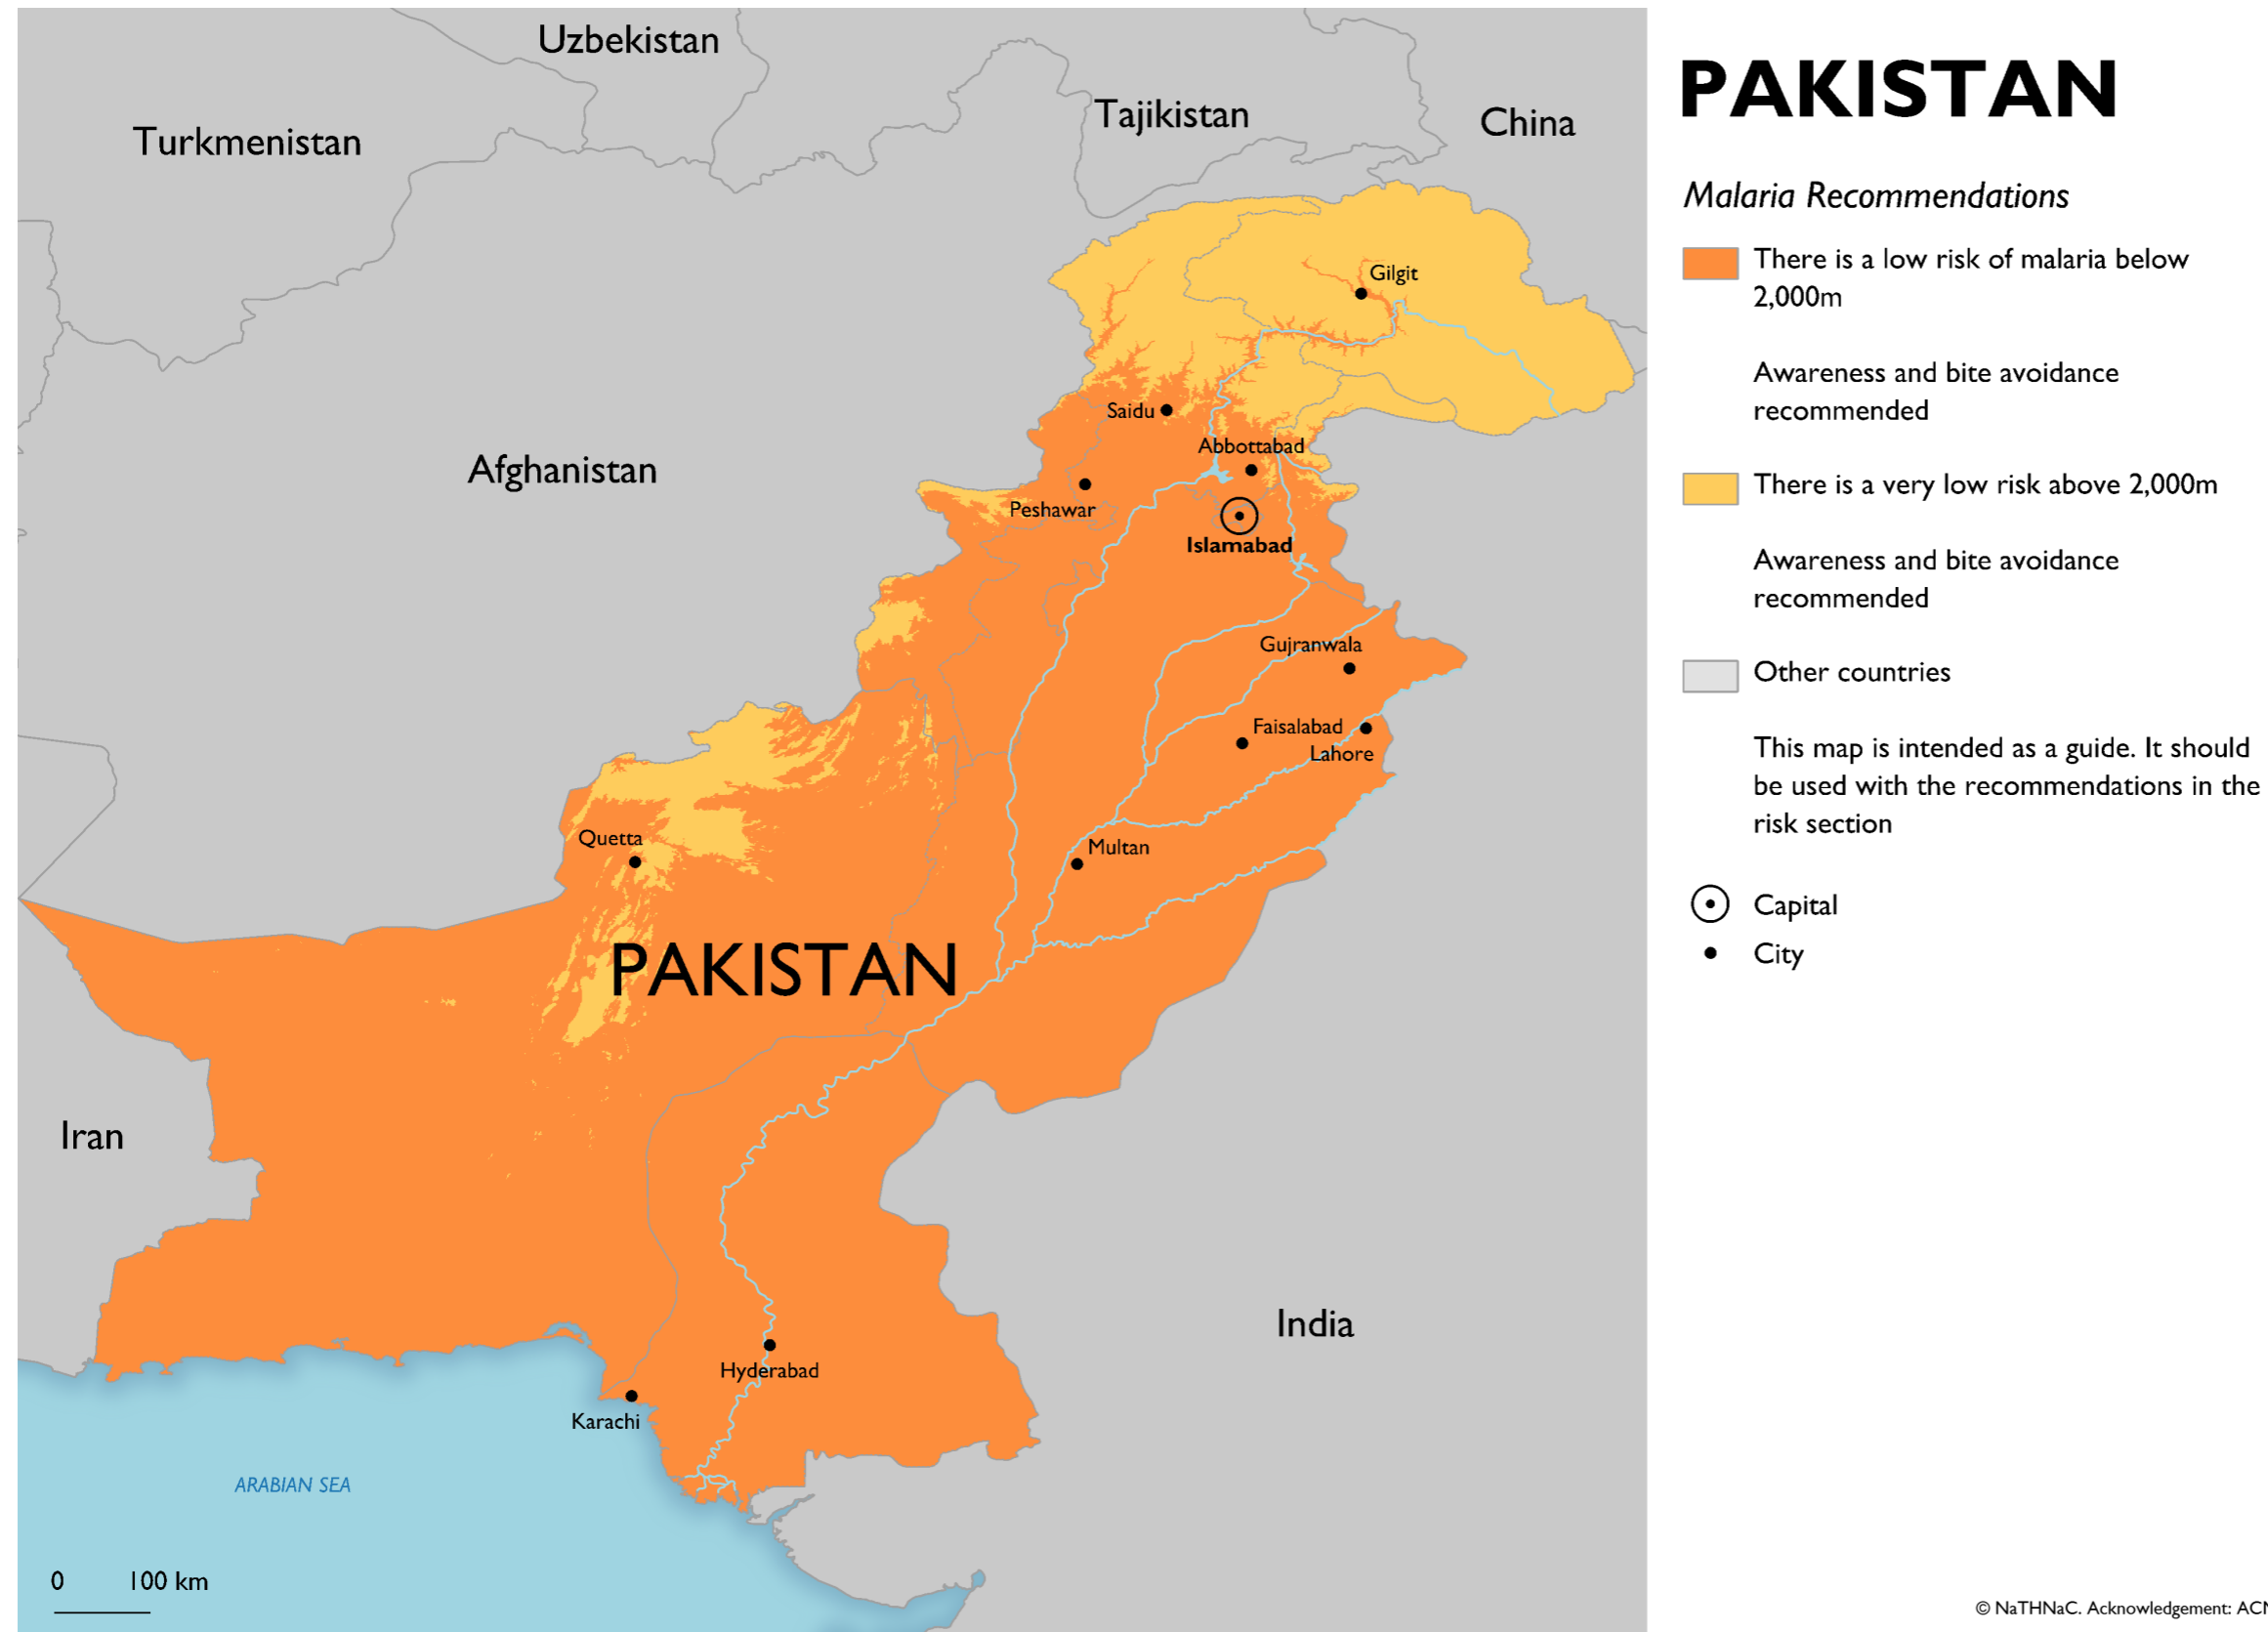 Uzbekistan
Turkmenistan
Tajikistan
China
Gilgit
Saidu
Abbottabad
Afghanistan
Peshawar
Islamabad
Gujranwala
Faisalabad
Lahore
Quetta
Multan
PAKISTAN
Iran
India
Hyderabad
Karachi
ARABIAN SEA
0 100 km
PAKISTAN
Malaria Recommendations
There is a low risk of malaria below
2,000m
Awareness and bite avoidance
recommended
There is a very low risk above 2,000m
Awareness and bite avoidance
recommended
Other countries
This map is intended as a guide. It should
be used with the recommendations in the
risk section
Capital
City
© NaTHNaC. Acknowledgement: